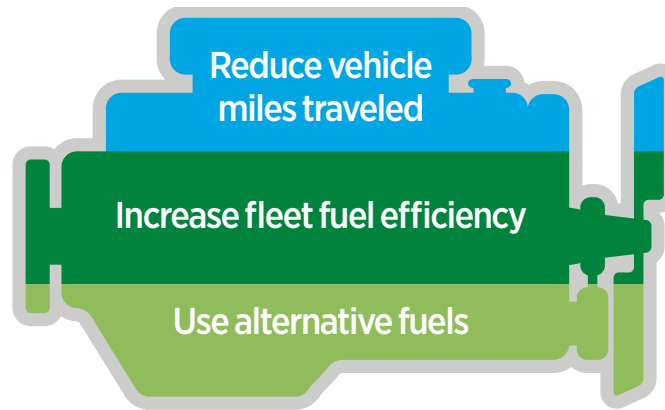 Reduce vehicle
miles traveled
Increase fleet fuel efficiency
Use alternative fuels